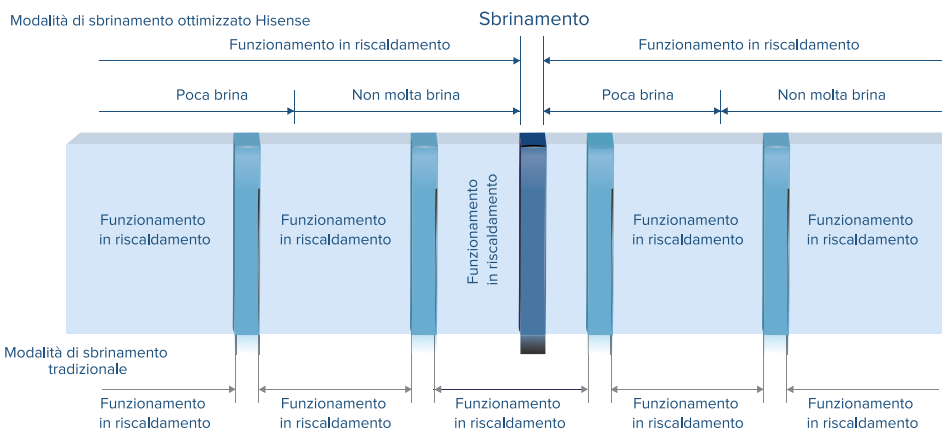 Modalità di sbrinamento ottimizzato Hisense
Sbrinamento
Funzionamento in riscaldamento
Funzionamento in riscaldamento
Poca brina
Non molta brina
Poca brina
Non molta brina
Funzionamento
in riscaldamento
Funzionamento
in riscaldamento
Funzionamento
in riscaldamento
Funzionamento
in riscaldamento
Funzionamento
in riscaldamento
Modalità di sbrinamento
tradizionale
Funzionamento
in riscaldamento
Funzionamento
in riscaldamento
Funzionamento
in riscaldamento
Funzionamento
in riscaldamento
Funzionamento
in riscaldamento